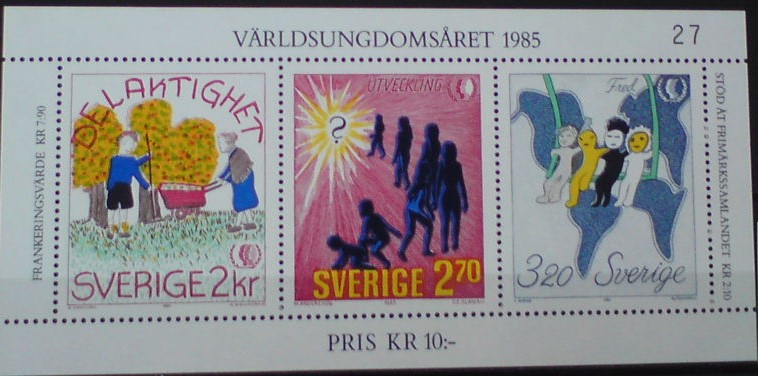 VÄRLDSUNGDOMSÅRET 1985
27
FRANKERINGSVÄRDE KR 7:90
DELAKTIGHET
SVERIGE 2kr
UTVECKLING
?
SVERIGE 2.70
1985
Fred
3.20 Sverige
STÖD ÅT FRIMÄRKSSAMLANDET KR 2:10
PRIS KR 10:-